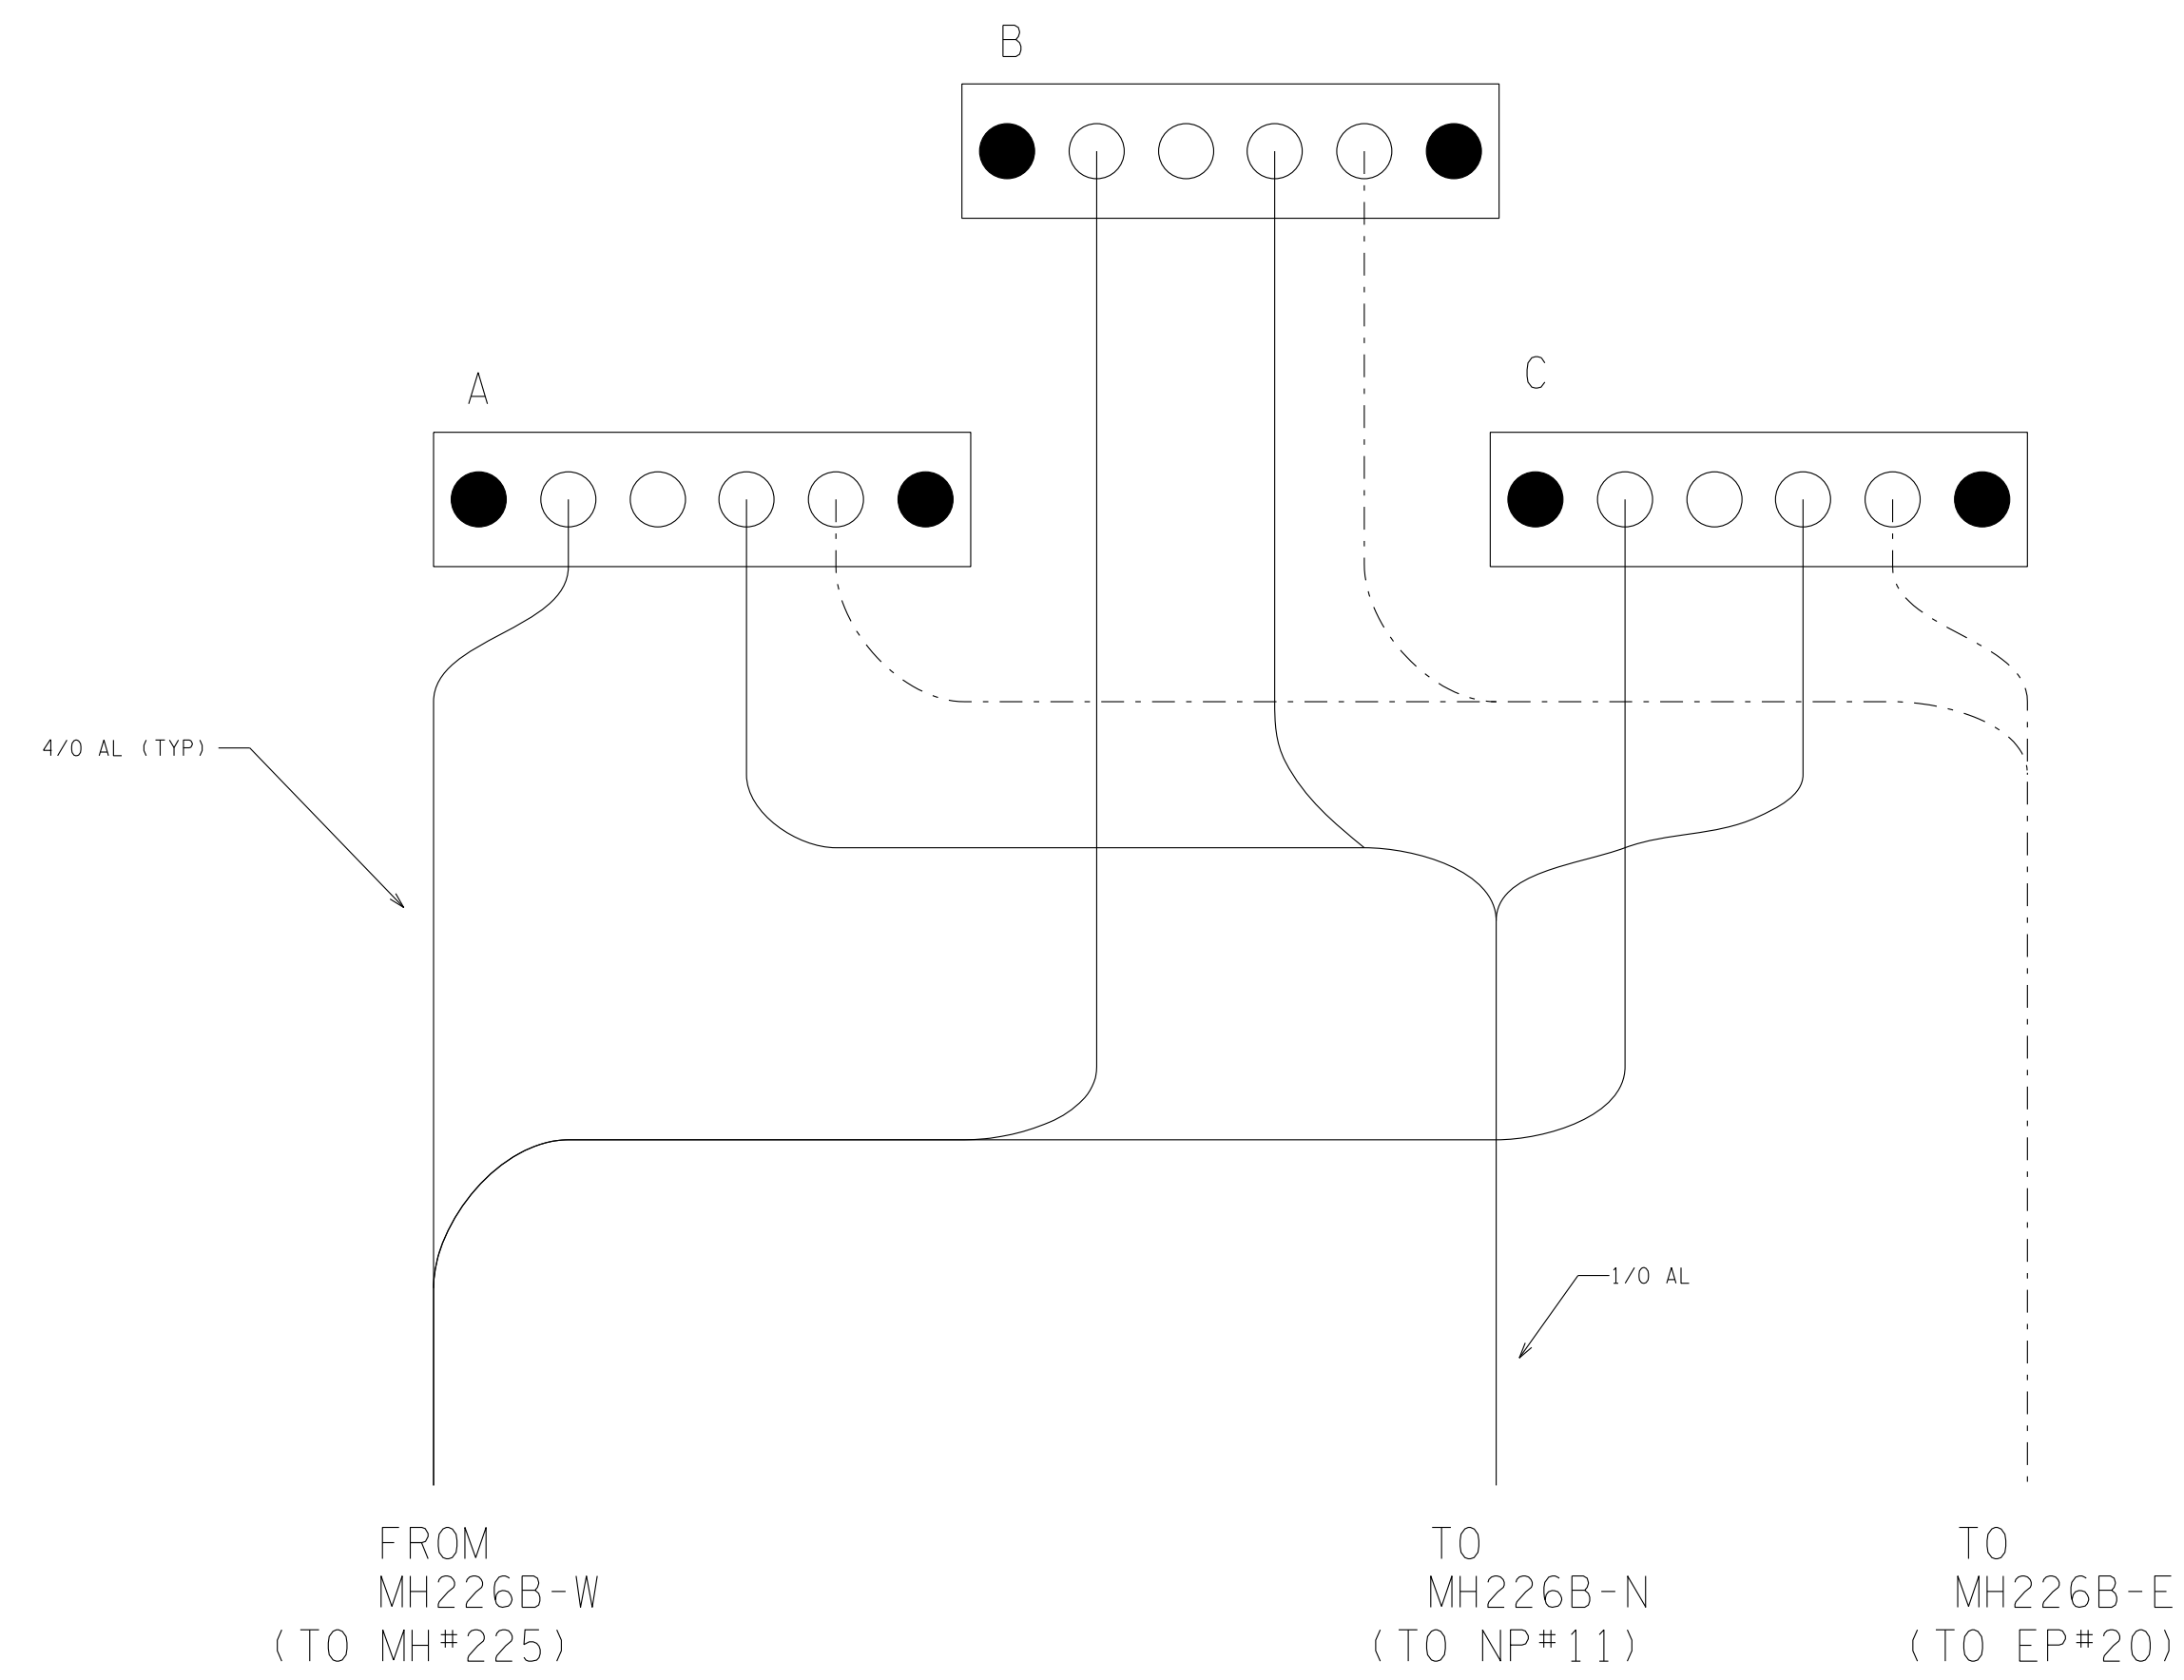 B
A
C
4/0 AL (TYP)
1/0 AL
FROM
MH226B-W
(TO MH#225)
TO
MH226B-N
(TO NP#11)
TO
MH226B-E
(TO EP#20)